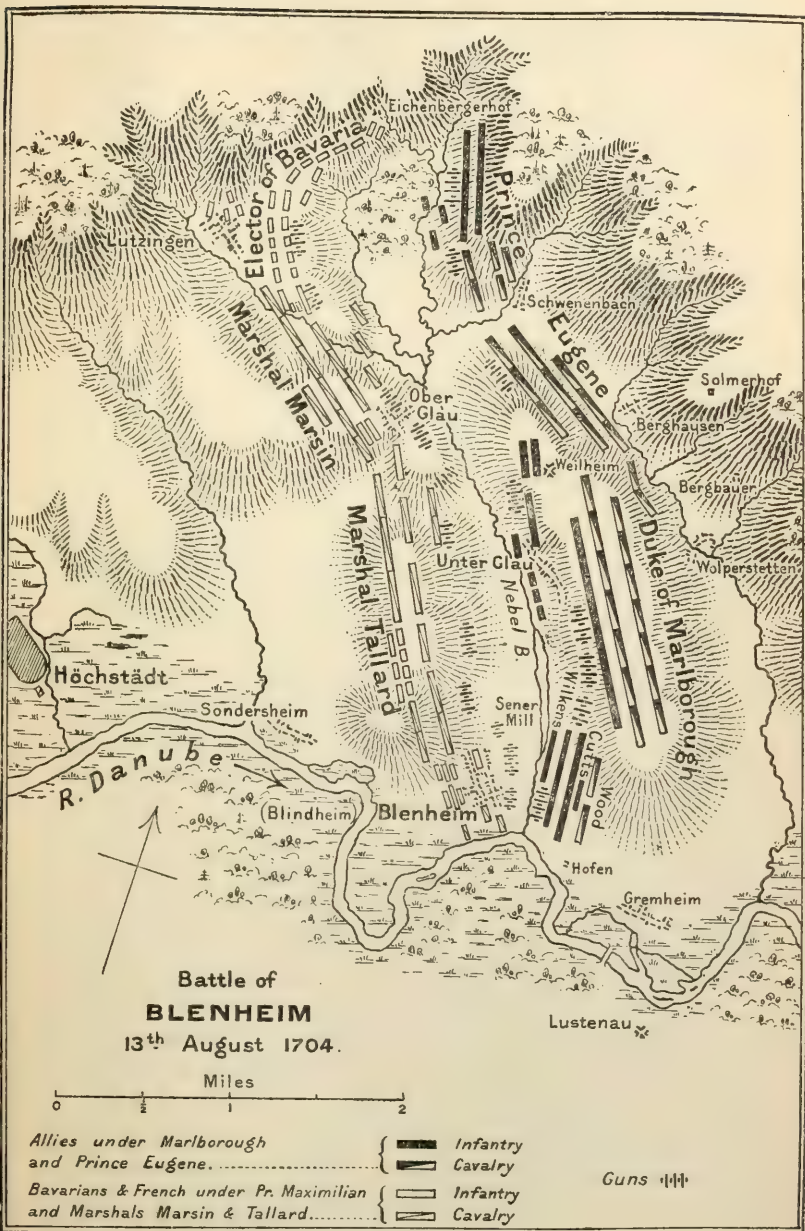 Eichenbergerhof
Elector of Bavaria
Prince
Lutzingen
Schwenenbach
Eugene
Marshal Marsin
Solmerhof
Ober
Glau
Berghausen
Weilheim
Bergbauer
Marshal Tallard
Unter Glau
Duke of Marlborough
Wolperstetten
Nebel B
Höchstädt
Sondersheim
Sener
Mill
Wilkens
Cutts
Wood
R. Danube
(Blindheim)
Blenheim
Hofen
Gremheim
Battle of
BLENHEIM
13th August 1704.
Lustenau
Miles
0 ½ 1 2
Allies under Marlborough
and Prince Eugene
Infantry
Cavalry
Guns
Bavarians & French under Pr. Maximilian
and Marshals Marsin & Tallard
Infantry
Cavalry